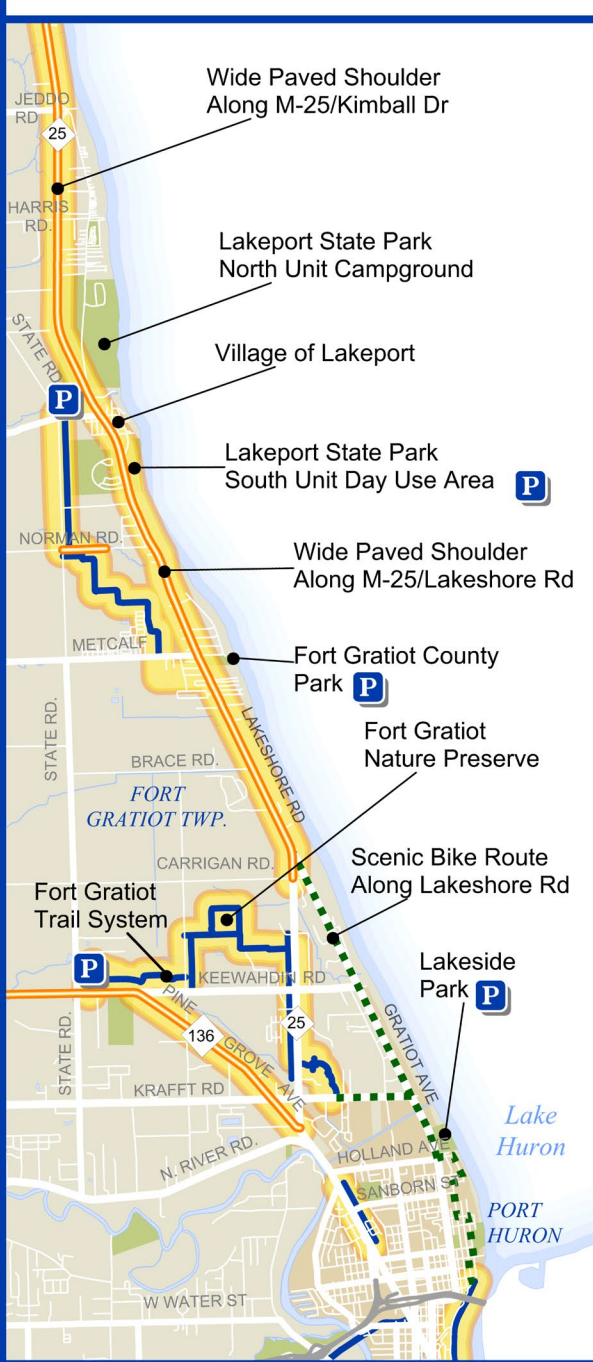 Wide Paved Shoulder
Along M-25/Kimball Dr
JEDDO
RD
25
HARRIS
RD.
Lakeport State Park
North Unit Campground
STATE RD.
Village of Lakeport
P
Lakeport State Park
South Unit Day Use Area P
NORMAN RD.
Wide Paved Shoulder
Along M-25/Lakeshore Rd
METCALF
Fort Gratiot County
Park P
STATE RD.
LAKESHORE RD
Fort Gratiot
Nature Preserve
BRACE RD.
FORT
GRATIOT TWP.
CARRIGAN RD.
Scenic Bike Route
Along Lakeshore Rd
Fort Gratiot
Trail System
P
KEEWAHDIN RD
Lakeside
Park P
STATE RD.
PINE GROVE AVE
136
25
GRATIOT AVE
KRAFFT RD
Lake
Huron
N. RIVER RD.
HOLLAND AVE
SANBORN ST
PORT
HURON
W WATER ST